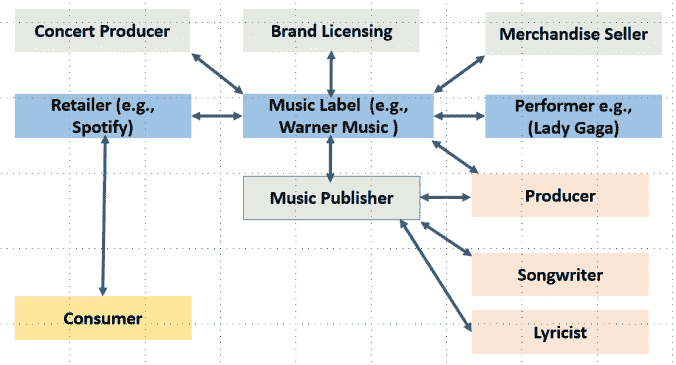 Concert Producer
Brand Licensing
Merchandise Seller
Retailer (e.g.,
Spotify)
Music Label  (e.g.,
Warner Music )
Performer e.g.,
(Lady Gaga)
Music Publisher
Producer
Songwriter
Consumer
Lyricist